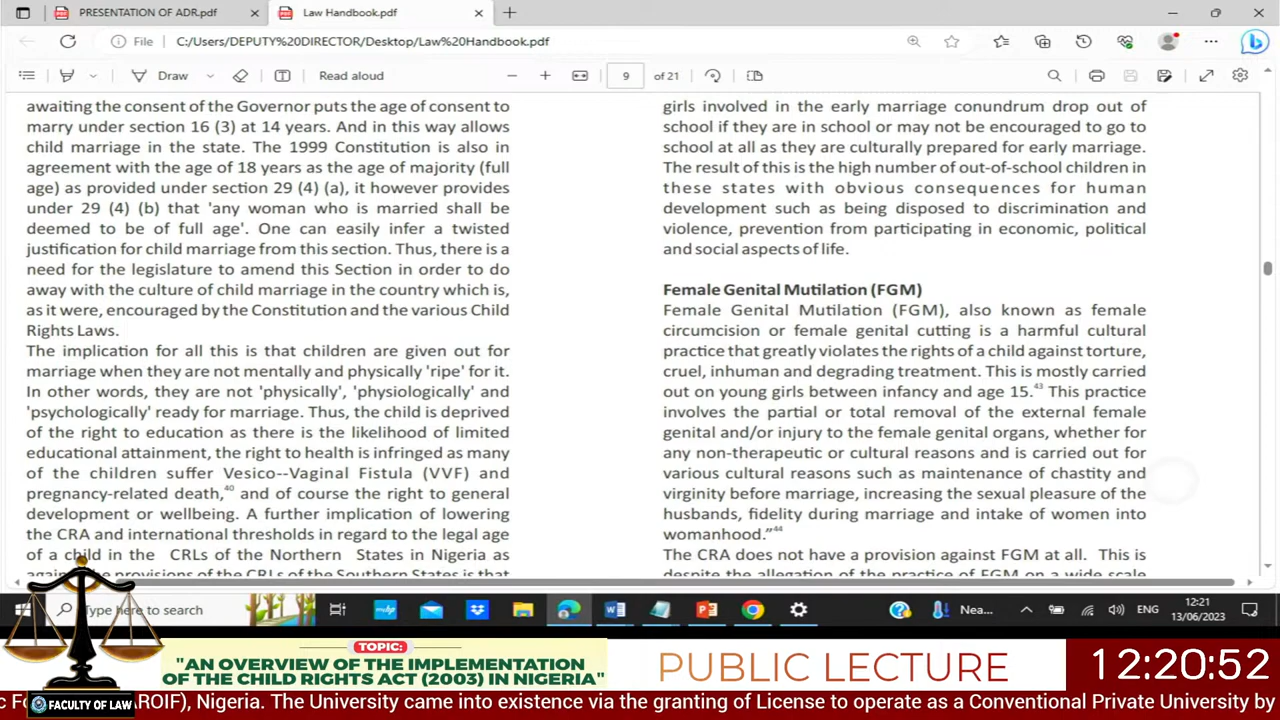 PRESENTATION OF ADR.pdf
Law Handbook.pdf
File
C:/Users/DEPUTY%20DIRECTOR/Desktop/Law%20Handbook.pdf
Draw
Read aloud
9
of 21
awaiting the consent of the Governor puts the age of consent to
marry under section 16 (3) at 14 years. And in this way allows
child marriage in the state. The 1999 Constitution is also in
agreement with the age of 18 years as the age of majority (full
age) as provided under section 29 (4) (a), it however provides
under 29 (4) (b) that 'any woman who is married shall be
deemed to be of full age'. One can easily infer a twisted
justification for child marriage from this section. Thus, there is a
need for the legislature to amend this Section in order to do
away with the culture of child marriage in the country which is,
as it were, encouraged by the Constitution and the various Child
Rights Laws.
The implication for all this is that children are given out for
marriage when they are not mentally and physically 'ripe' for it.
In other words, they are not 'physically', 'physiologically' and
'psychologically' ready for marriage. Thus, the child is deprived
of the right to education as there is the likelihood of limited
educational attainment, the right to health is infringed as many
of the children suffer Vesico--Vaginal Fistula (VVF) and
pregnancy-related death,40 and of course the right to general
development or wellbeing. A further implication of lowering
the CRA and international thresholds in regard to the legal age
of a child in the CRLs of the Northern States in Nigeria as
against the provisions of the CRLs of the Southern States is that
girls involved in the early marriage conundrum drop out of
school if they are in school or may not be encouraged to go to
school at all as they are culturally prepared for early marriage.
The result of this is the high number of out-of-school children in
these states with obvious consequences for human
development such as being disposed to discrimination and
violence, prevention from participating in economic, political
and social aspects of life.
Female Genital Mutilation (FGM)
Female Genital Mutilation (FGM), also known as female
circumcision or female genital cutting is a harmful cultural
practice that greatly violates the rights of a child against torture,
cruel, inhuman and degrading treatment. This is mostly carried
out on young girls between infancy and age 15.43 This practice
involves the partial or total removal of the external female
genital and/or injury to the female genital organs, whether for
any non-therapeutic or cultural reasons and is carried out for
various cultural reasons such as maintenance of chastity and
virginity before marriage, increasing the sexual pleasure of the
husbands, fidelity during marriage and intake of women into
womanhood.”44
The CRA does not have a provision against FGM at all. This is
despite the allegation of the practice of FGM on a wide scale
Type here to search
Nea...
ENG
12:21
13/06/2023
TOPIC:
"AN OVERVIEW OF THE IMPLEMENTATION
OF THE CHILD RIGHTS ACT (2003) IN NIGERIA"
PUBLIC LECTURE
12:20:52
FACULTY OF LAW
ROIF), Nigeria. The University came into existence via the granting of License to operate as a Conventional Private University by